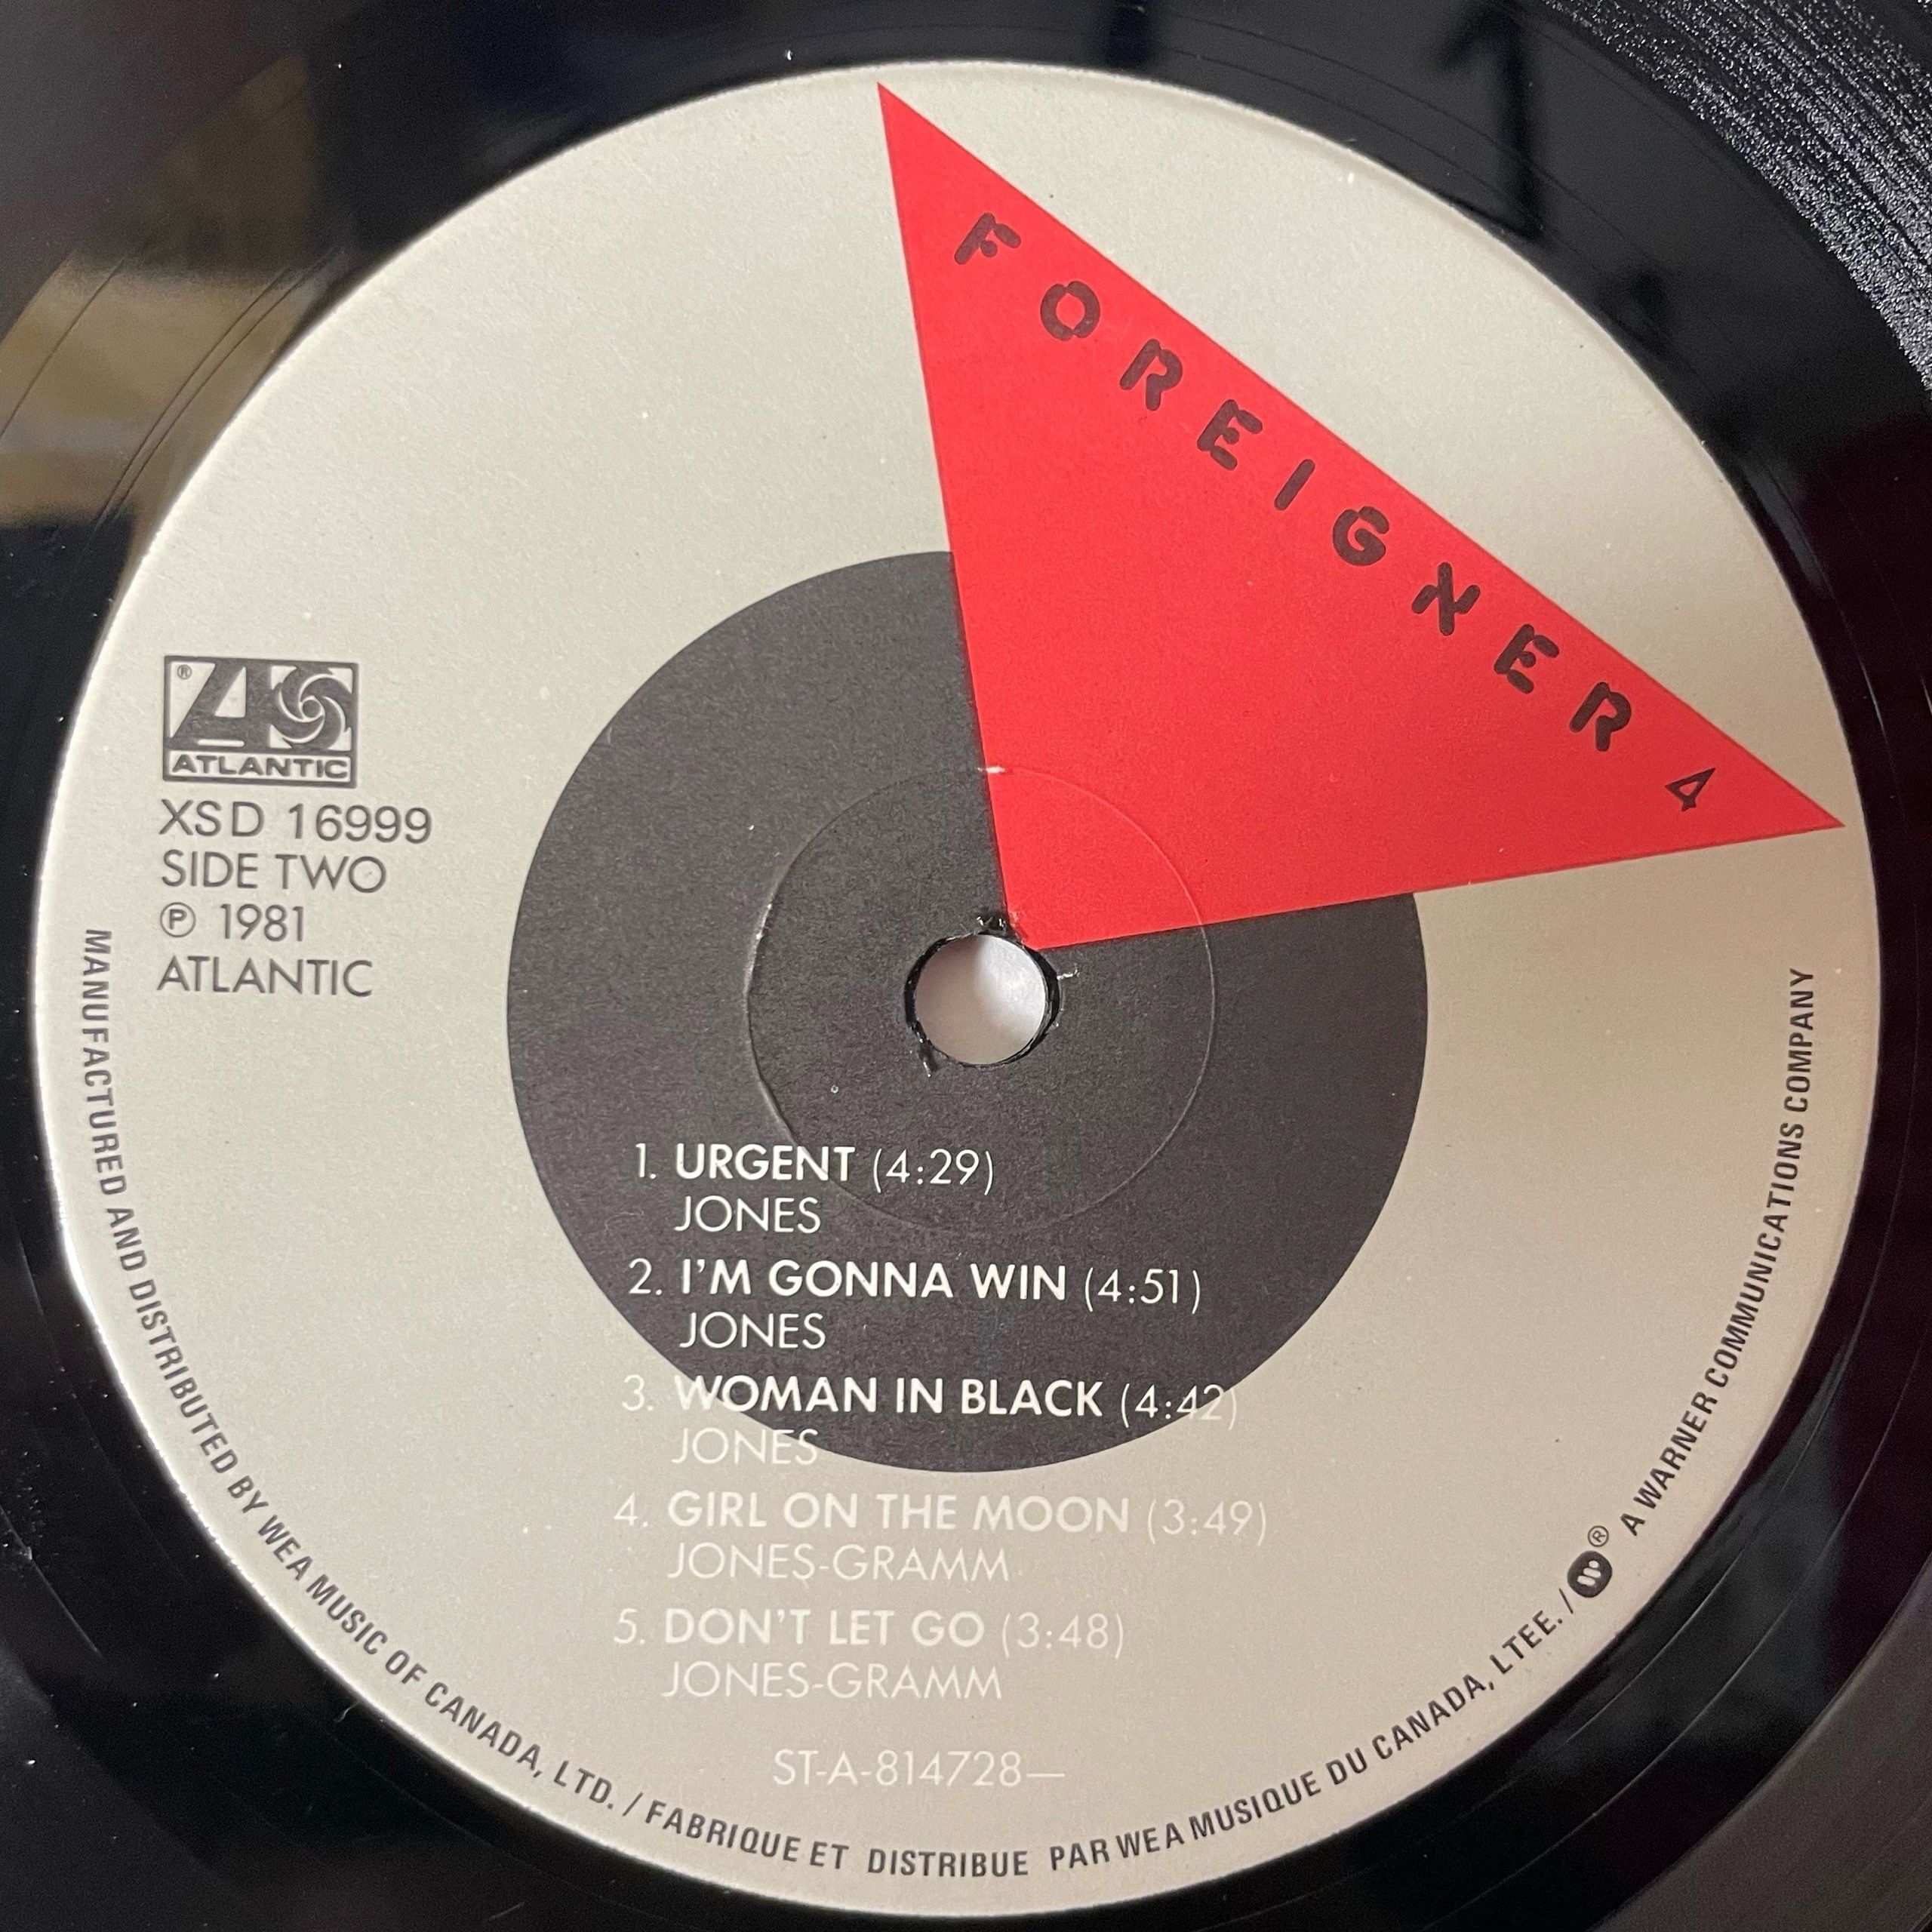 FOREIGNER 4
® ATLANTIC
XSD 16999
SIDE TWO
℗ 1981
ATLANTIC
1. URGENT (4:29)
JONES
2. I'M GONNA WIN (4:51)
JONES
3. WOMAN IN BLACK (4:42)
JONES
4. GIRL ON THE MOON (3:49)
JONES-GRAMM
5. DON'T LET GO (3:48)
JONES-GRAMM
ST-A-814728—
MANUFACTURED AND DISTRIBUTED BY WEA MUSIC OF CANADA, LTD. / FABRIQUE ET DISTRIBUE PAR WEA MUSIQUE DU CANADA, LTEE. / ® A WARNER COMMUNICATIONS COMPANY